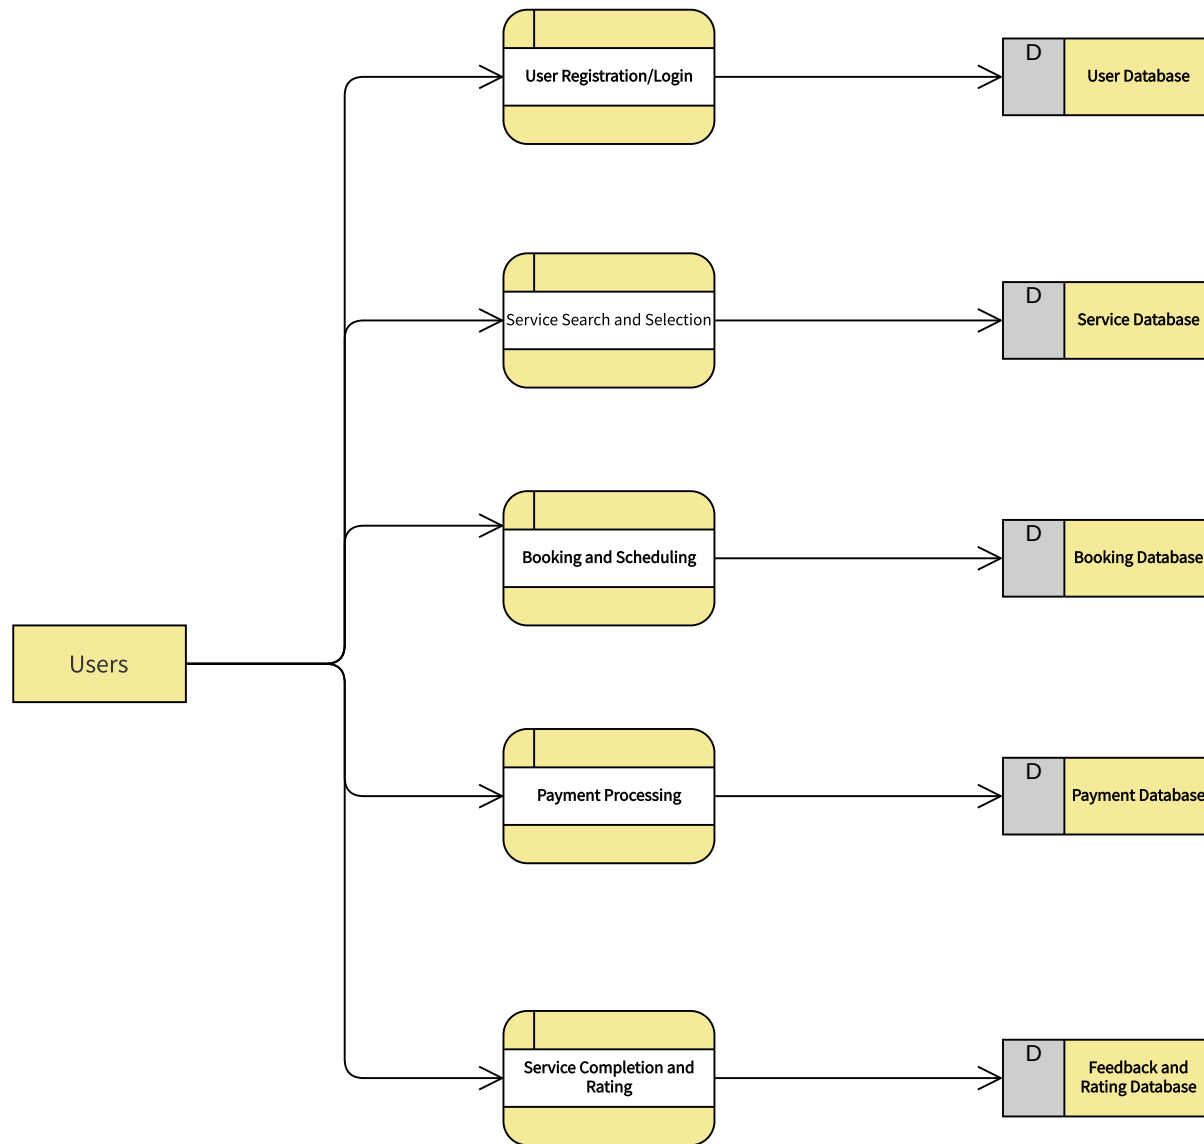 D
User Registration/Login
User Database
D
Service Search and Selection
Service Database
D
Booking and Scheduling
Booking Database
Users
D
Payment Processing
Payment Database
D
Service Completion and
Rating
Feedback and
Rating Database